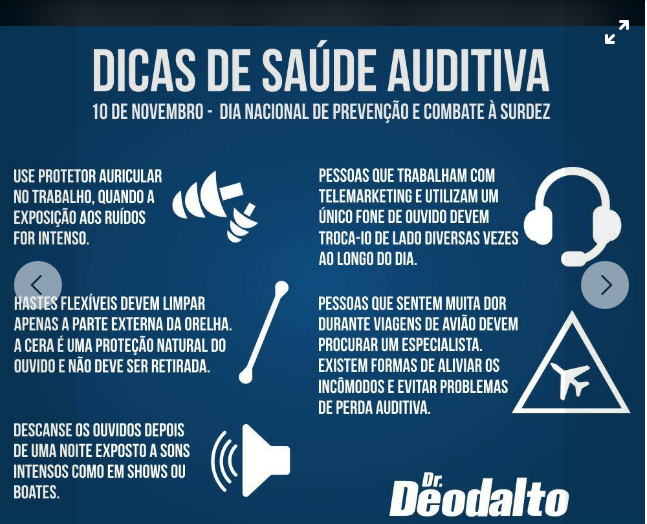 DICAS DE SAÚDE AUDITIVA
10 DE NOVEMBRO - DIA NACIONAL DE PREVENÇÃO E COMBATE À SURDEZ
USE PROTETOR AURICULAR
NO TRABALHO, QUANDO A
EXPOSIÇÃO AOS RUÍDOS
FOR INTENSO.
HASTES FLEXÍVEIS DEVEM LIMPAR
APENAS A PARTE EXTERNA DA ORELHA.
A CERA É UMA PROTEÇÃO NATURAL DO
OUVIDO E NÃO DEVE SER RETIRADA.
DESCANSE OS OUVIDOS DEPOIS
DE UMA NOITE EXPOSTO A SONS
INTENSOS COMO EM SHOWS OU
BOATES.
PESSOAS QUE TRABALHAM COM
TELEMARKETING E UTILIZAM UM
ÚNICO FONE DE OUVIDO DEVEM
TROCA-IO DE LADO DIVERSAS VEZES
AO LONGO DO DIA.
PESSOAS QUE SENTEM MUITA DOR
DURANTE VIAGENS DE AVIÃO DEVEM
PROCURAR UM ESPECIALISTA.
EXISTEM FORMAS DE ALIVIAR OS
INCÔMODOS E EVITAR PROBLEMAS
DE PERDA AUDITIVA.
Dr.
Deodalto